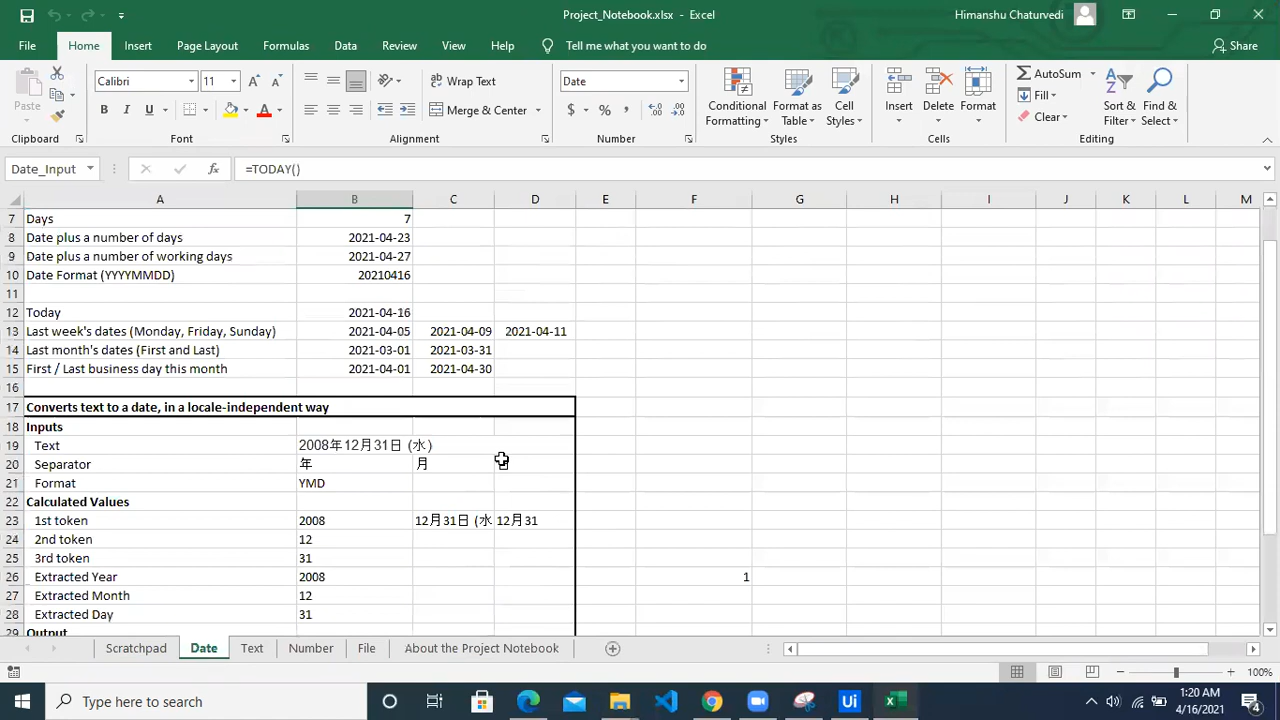 Project_Notebook.xlsx - Excel
Himanshu Chaturvedi
File Home Insert Page Layout Formulas Data Review View Help Tell me what you want to do Share
Paste
Clipboard
Calibri 11
B I U
Font
Wrap Text
Merge & Center
Alignment
Date
$ % ,
Number
Conditional Formatting
Format as Table
Cell Styles
Styles
Insert
Delete
Format
Cells
AutoSum
Fill
Clear
Sort & Filter
Find & Select
Editing
Date_Input fx =TODAY()
A B C D E F G H I J K L M
7 Days 7
8 Date plus a number of days 2021-04-23
9 Date plus a number of working days 2021-04-27
10 Date Format (YYYYMMDD) 20210416
11
12 Today 2021-04-16
13 Last week's dates (Monday, Friday, Sunday) 2021-04-05 2021-04-09 2021-04-11
14 Last month's dates (First and Last) 2021-03-01 2021-03-31
15 First / Last business day this month 2021-04-01 2021-04-30
16
17 Converts text to a date, in a locale-independent way
18 Inputs
19 Text 2008年12月31日 (水)
20 Separator 年 月
21 Format YMD
22 Calculated Values
23 1st token 2008 12月31日 (水 12月31
24 2nd token 12
25 3rd token 31
26 Extracted Year 2008 1
27 Extracted Month 12
28 Extracted Day 31
29 Output
Scratchpad Date Text Number File About the Project Notebook
100%
Type here to search
Ui
1:20 AM
4/16/2021
4